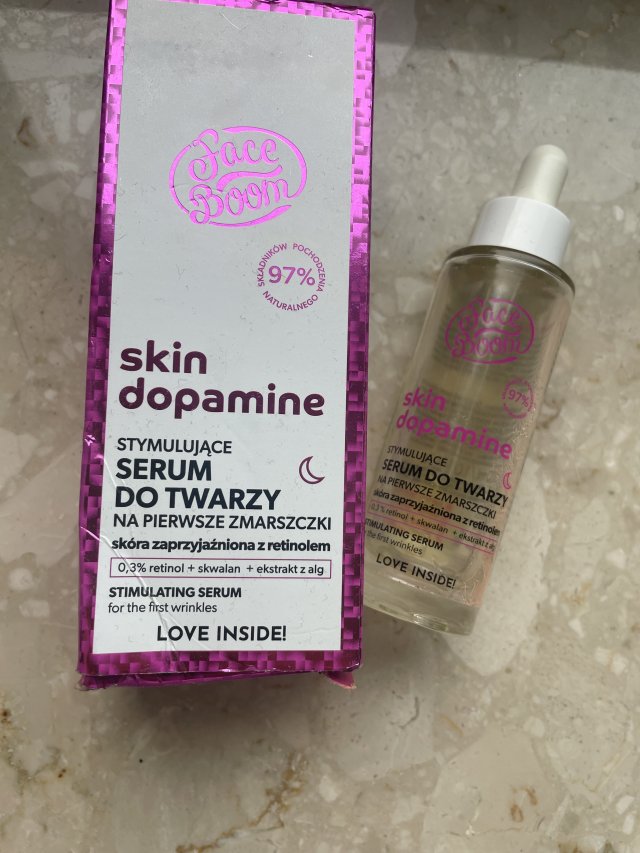 Face
Boom
SKŁADNIKÓW POCHODZENIA
97%
NATURALNEGO
skin
dopamine
STYMULUJĄCE
SERUM
DO TWARZY
NA PIERWSZE ZMARSZCZKI
skóra zaprzyjaźniona z retinolem
0,3% retinol + skwalan + ekstrakt z alg
STIMULATING SERUM
for the first wrinkles
LOVE INSIDE!
Face
Boom
97%
skin
dopamine
STYMULUJĄCE
SERUM DO TWARZY
NA PIERWSZE ZMARSZCZKI
skóra zaprzyjaźniona z retinolem
0,3% retinol + skwalan + ekstrakt z alg
STIMULATING SERUM
for the first wrinkles
LOVE INSIDE!